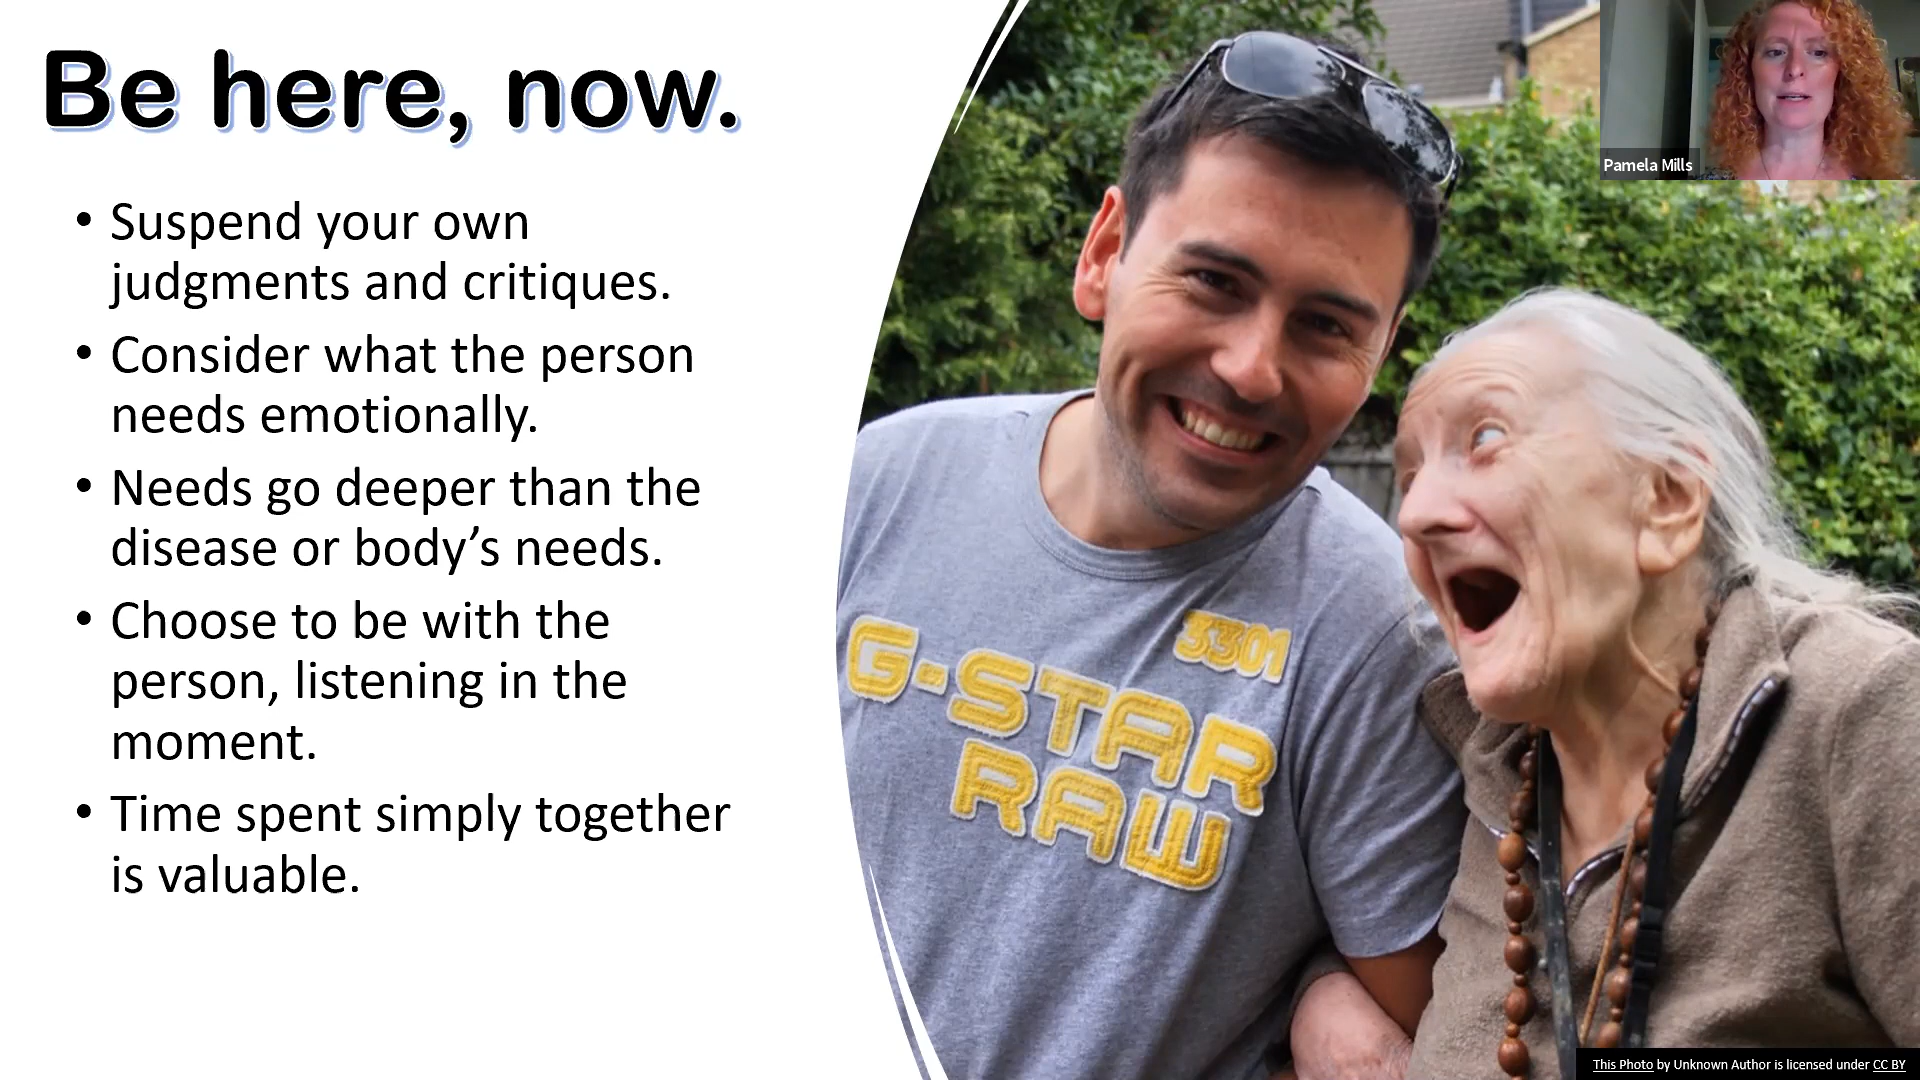 Be here, now.
• Suspend your own
judgments and critiques.
• Consider what the person
needs emotionally.
• Needs go deeper than the
disease or body’s needs.
• Choose to be with the
person, listening in the
moment.
• Time spent simply together
is valuable.
Pamela Mills
3301
G-STAR
RAW
This Photo by Unknown Author is licensed under CC BY